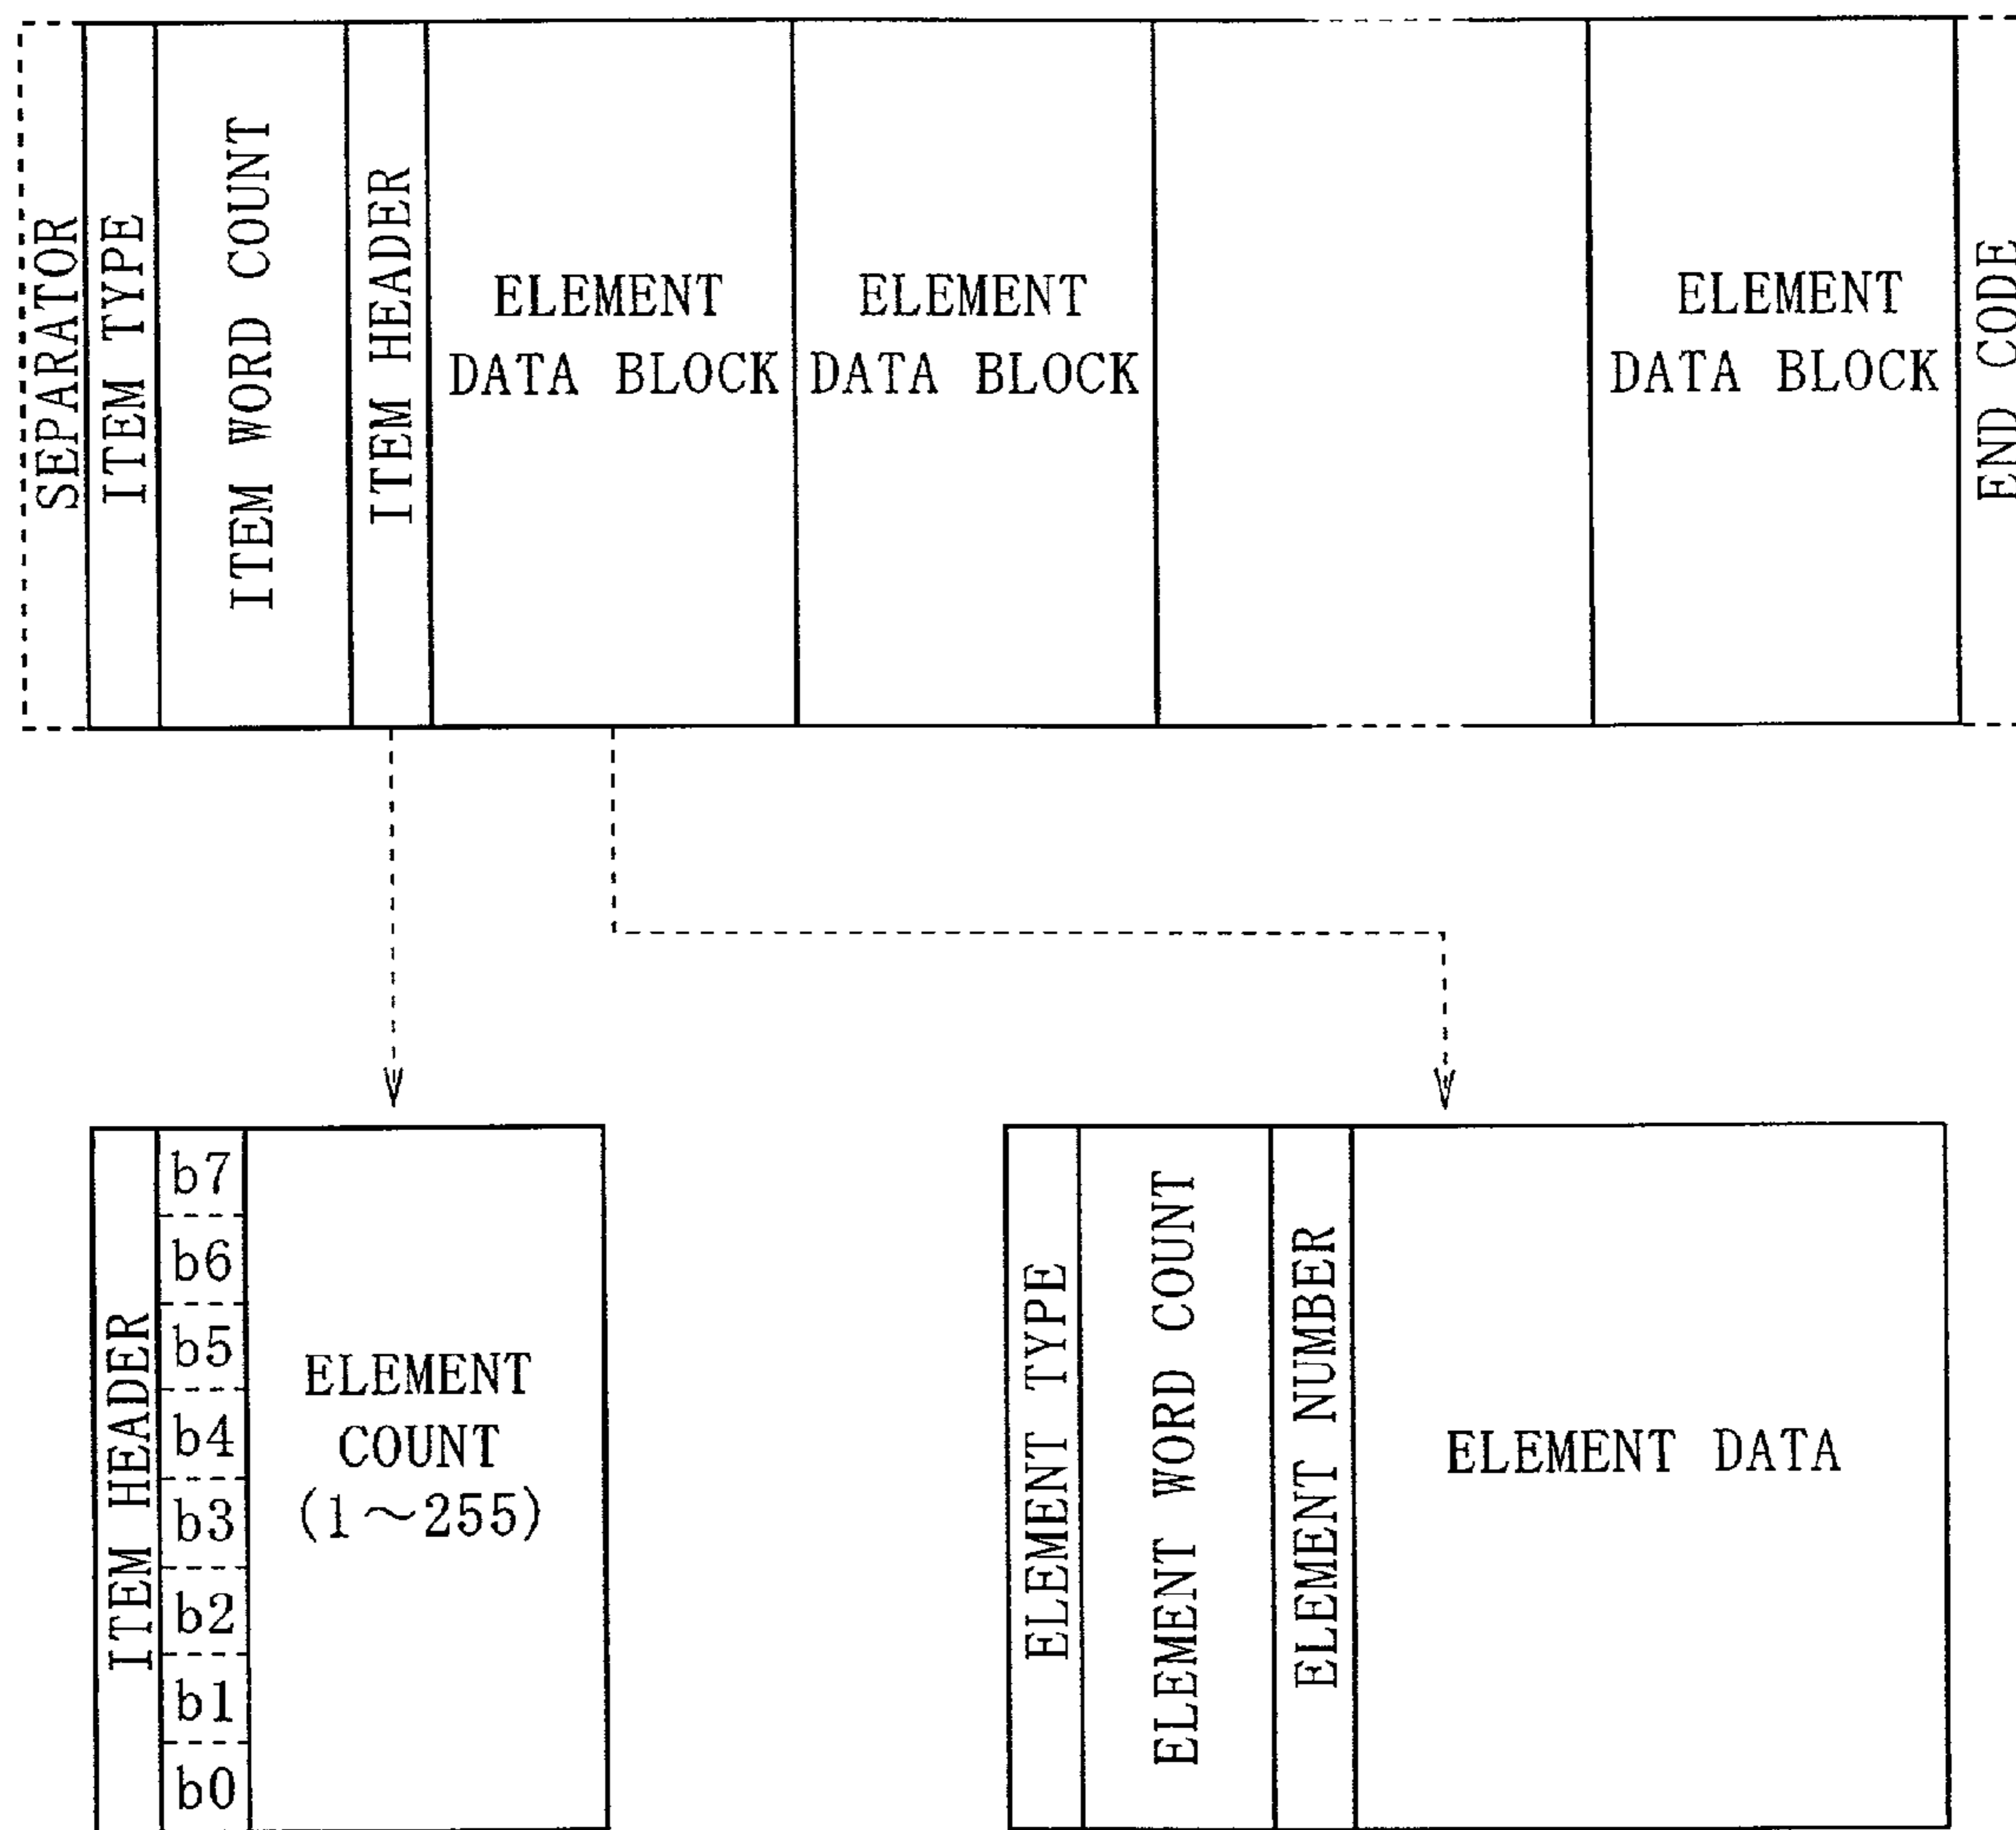 SEPARATOR
ITEM TYPE
ITEM WORD COUNT
ITEM HEADER
ELEMENT
DATA BLOCK
ELEMENT
DATA BLOCK
ELEMENT
DATA BLOCK
END CODE
ITEM HEADER
b7
b6
b5
b4
b3
b2
b1
b0
ELEMENT
COUNT
(1～255)
ELEMENT TYPE
ELEMENT WORD COUNT
ELEMENT NUMBER
ELEMENT DATA